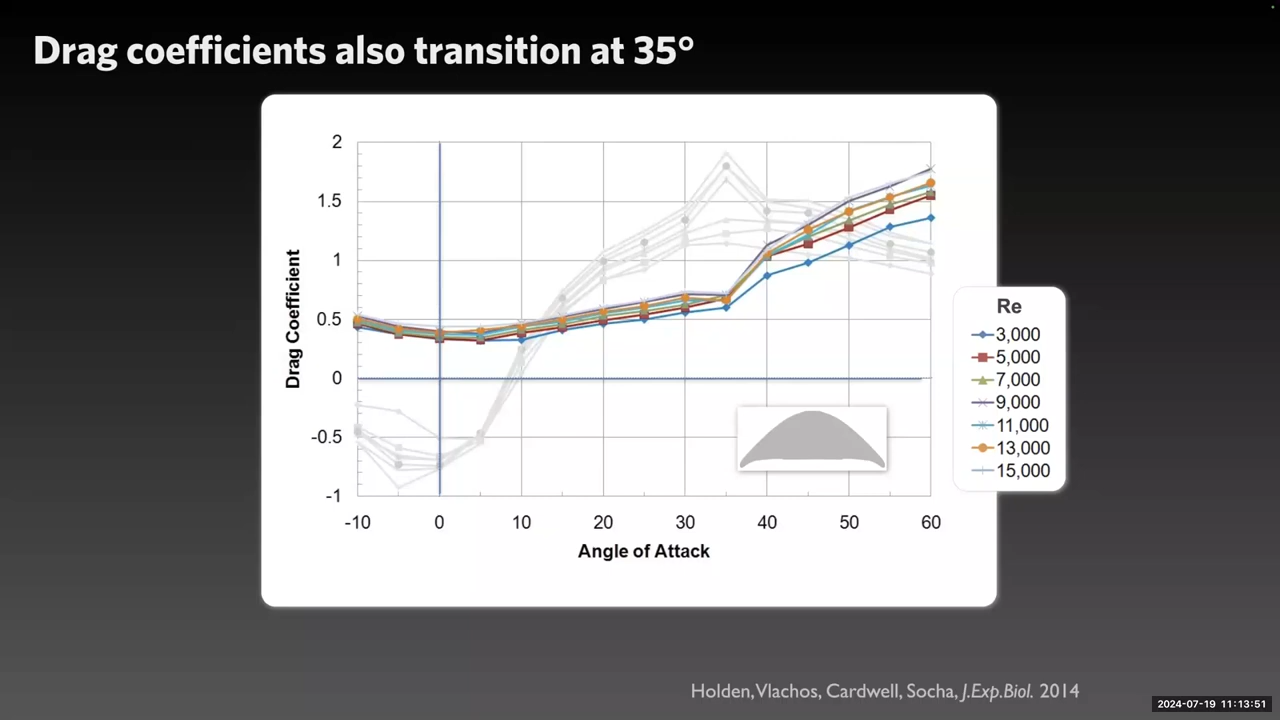 Drag coefficients also transition at 35°
2
1.5
1
0.5
0
-0.5
-1
Drag Coefficient
-10 0 10 20 30 40 50 60
Angle of Attack
Re
3,000
5,000
7,000
9,000
11,000
13,000
15,000
Holden, Vlachos, Cardwell, Socha, J.Exp.Biol. 2014
2024-07-19 11:13:51